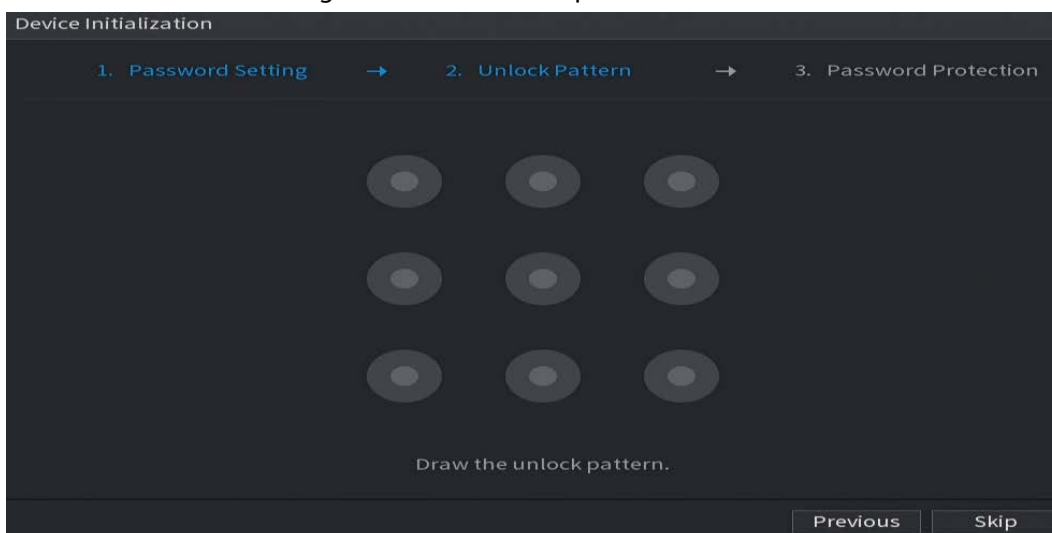 Device Initialization
1. Password Setting → 2. Unlock Pattern → 3. Password Protection
Draw the unlock pattern.
Previous Skip